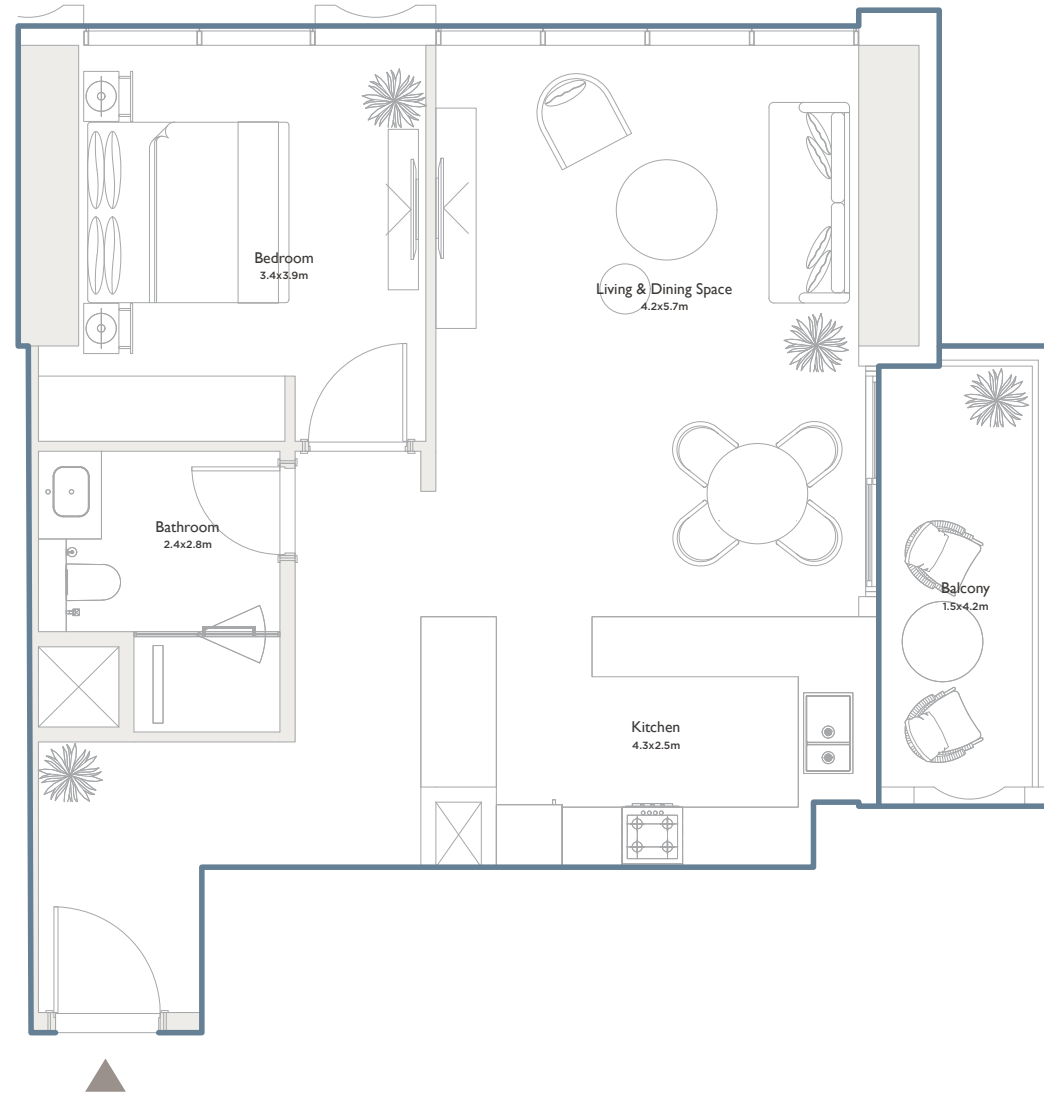 Bedroom
3.4x3.9m
Living & Dining Space
4.2x5.7m
Bathroom
2.4x2.8m
Balcony
1.5x4.2m
Kitchen
4.3x2.5m